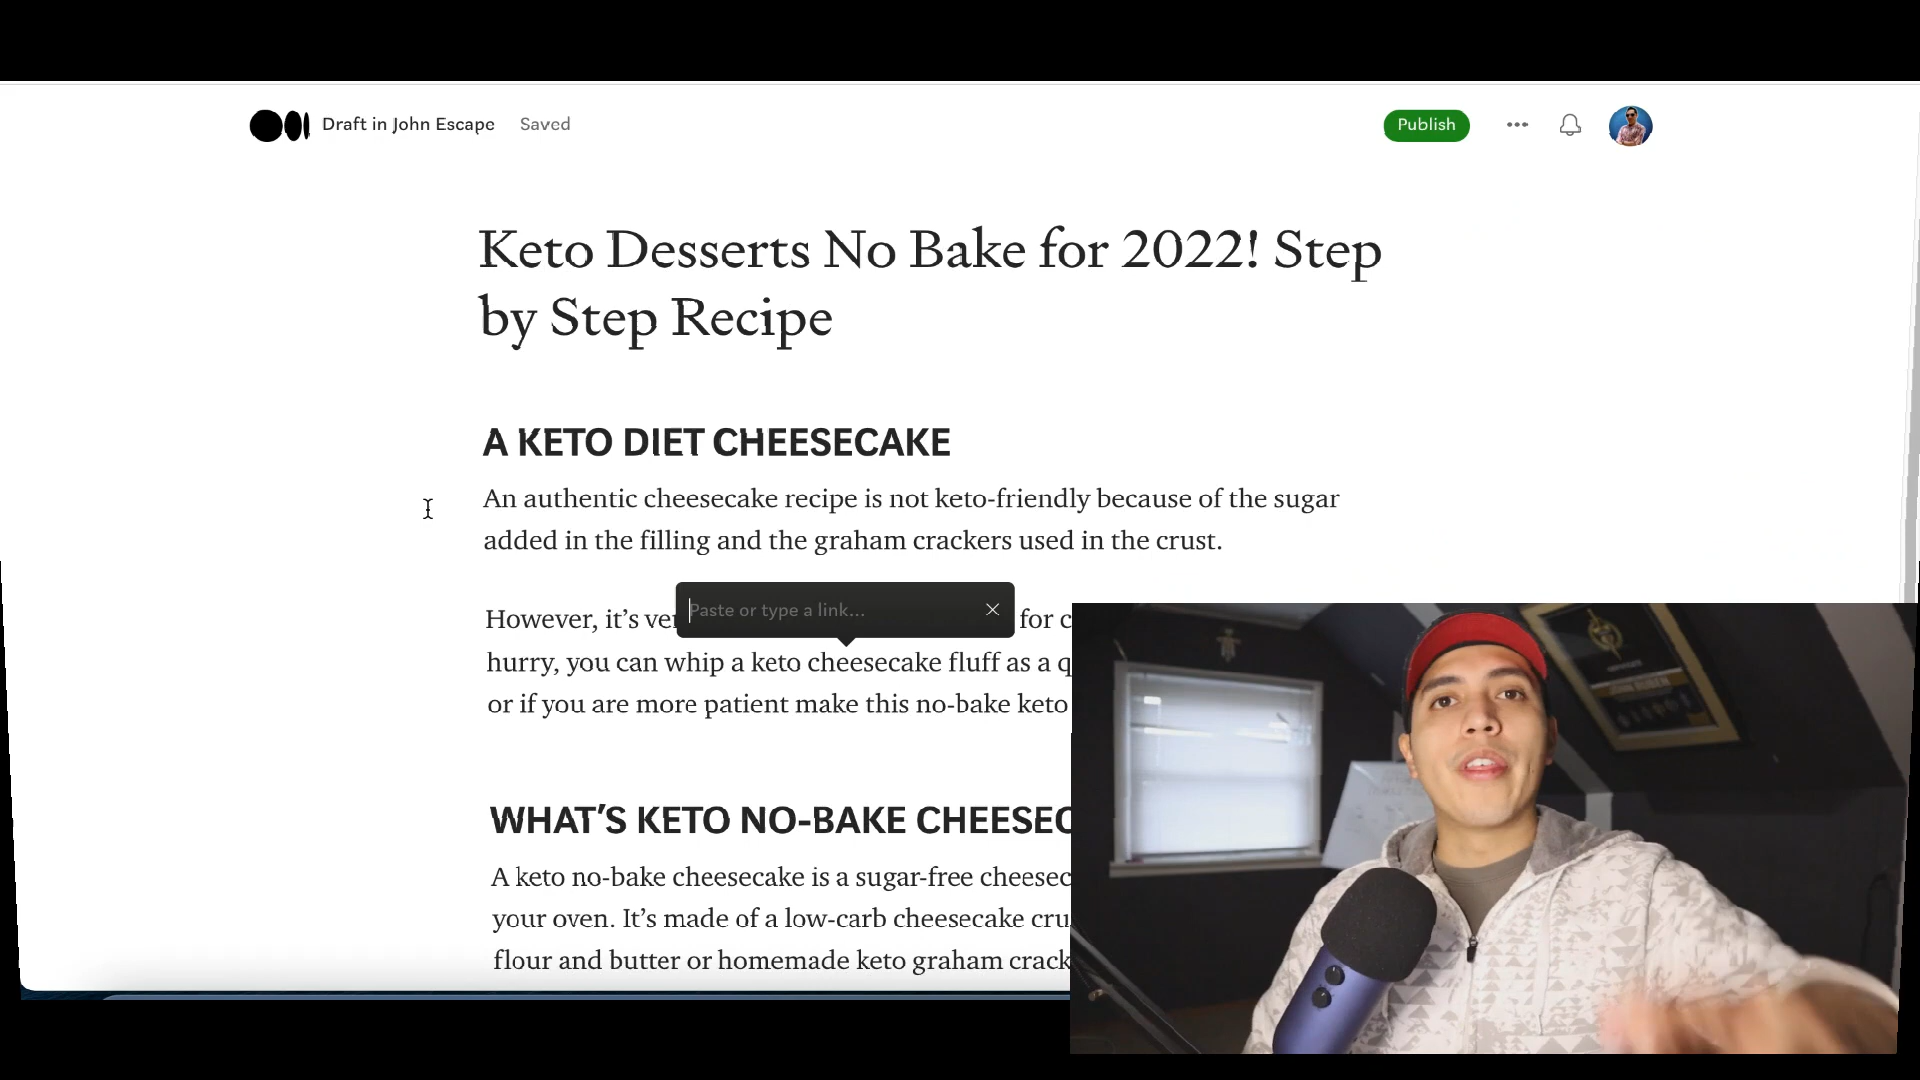 Draft in John Escape Saved Publish
Keto Desserts No Bake for 2022! Step
by Step Recipe
A KETO DIET CHEESECAKE
An authentic cheesecake recipe is not keto-friendly because of the sugar
added in the filling and the graham crackers used in the crust.
Paste or type a link...
However, it's for
hurry, you can whip a keto cheesecake fluff as a
or if you are more patient make this no-bake keto
WHAT'S KETO NO-BAKE
A keto no-bake cheesecake is a sugar-free
your oven. It's made of a low-carb cheesecake
flour and butter or homemade keto graham